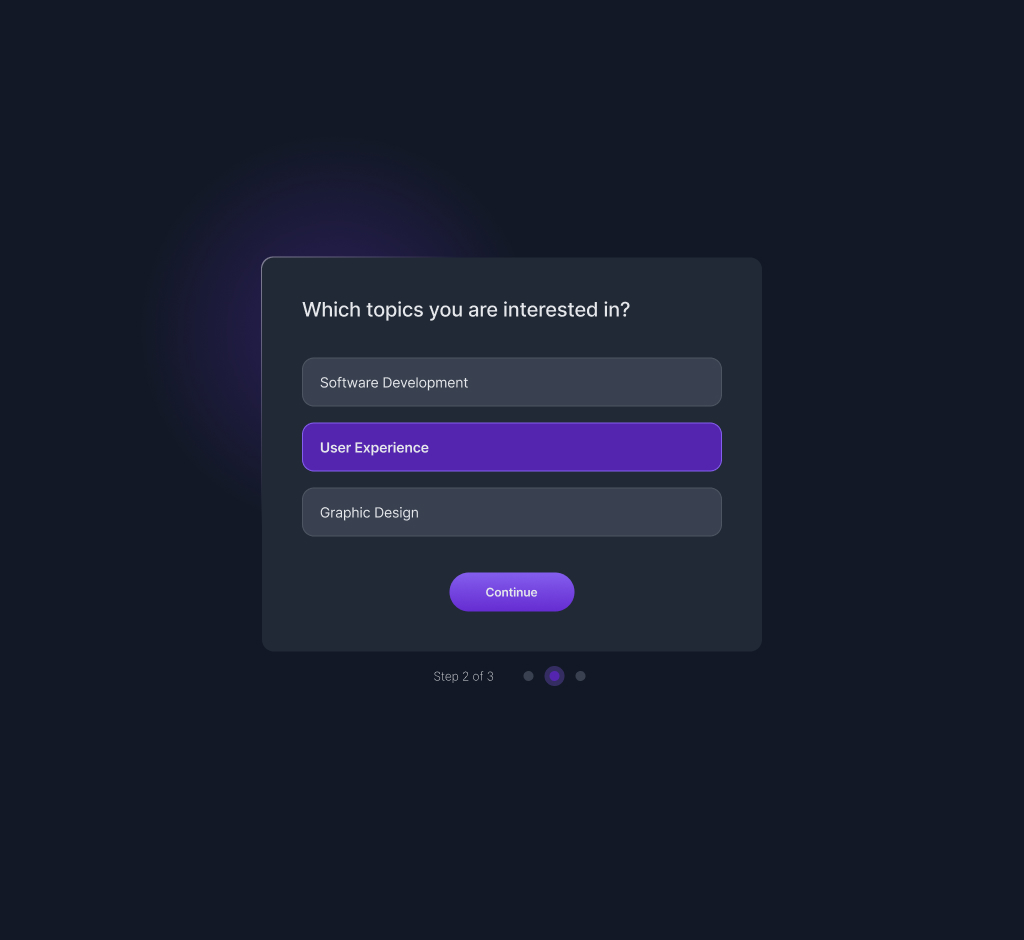 Which topics you are interested in?
Software Development
User Experience
Graphic Design
Continue
Step 2 of 3